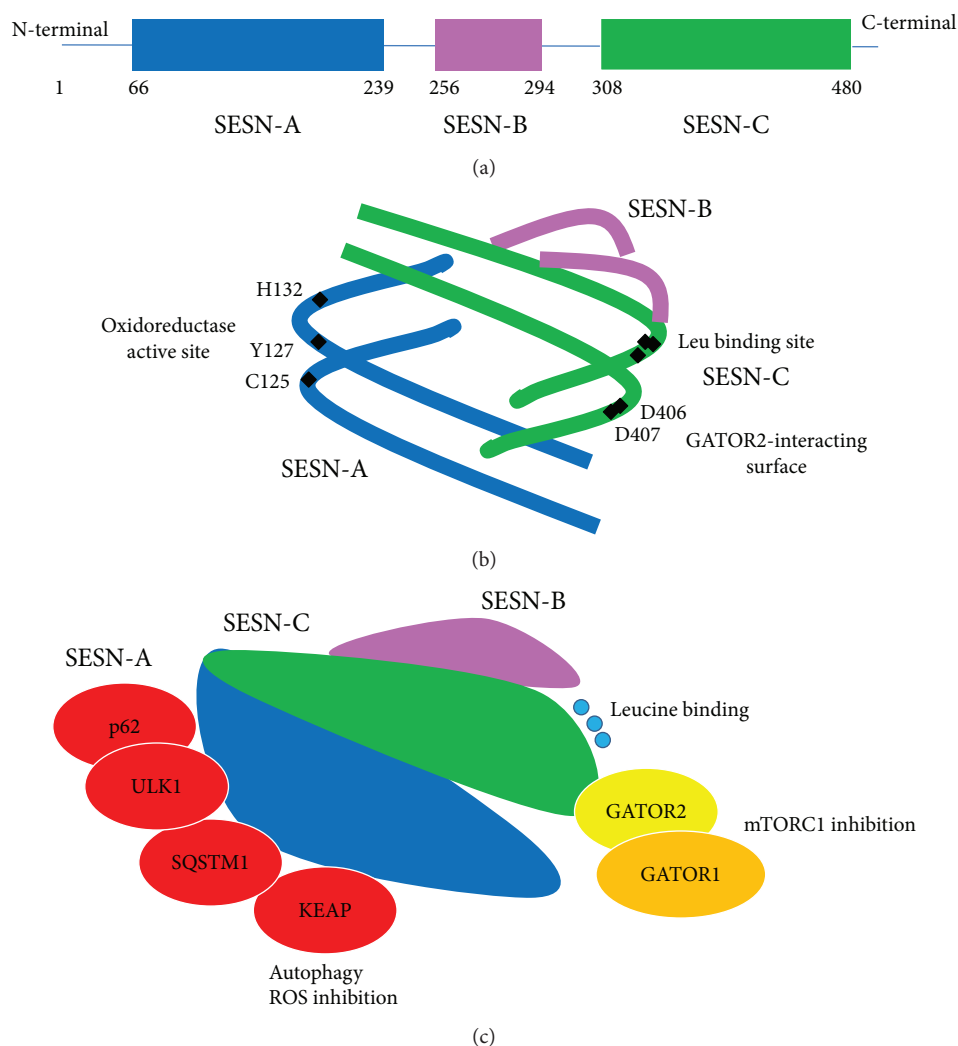 N-terminal
C-terminal
1
66
239
256
294
308
480
SESN-A
SESN-B
SESN-C
(a)
SESN-B
H132
Oxidoreductase
active site
Y127
C125
Leu binding site
SESN-C
D406
D407
GATOR2-interacting
surface
SESN-A
(b)
SESN-B
SESN-C
SESN-A
p62
Leucine binding
ULK1
GATOR2
mTORC1 inhibition
SQSTM1
GATOR1
KEAP
Autophagy
ROS inhibition
(c)